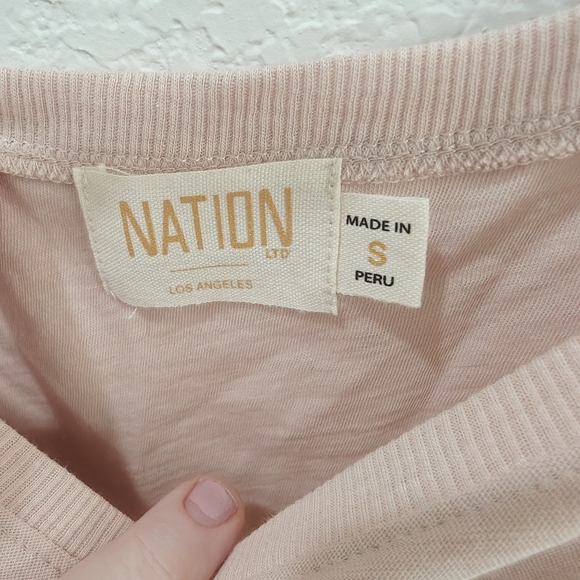 NATION
LTD
LOS ANGELES
MADE IN
S
PERU